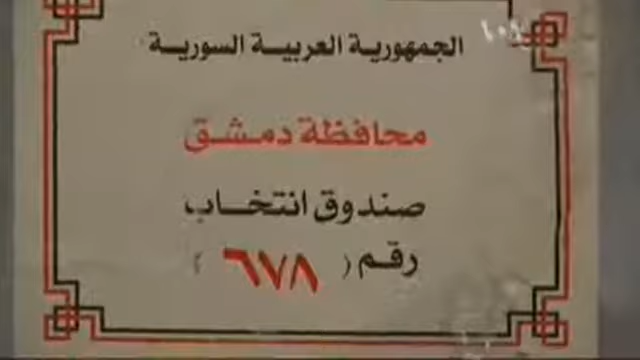 الجمهورية العربية السورية
محافظة دمشق
صندوق انتخاب
رقم ( ٦٧٨ )